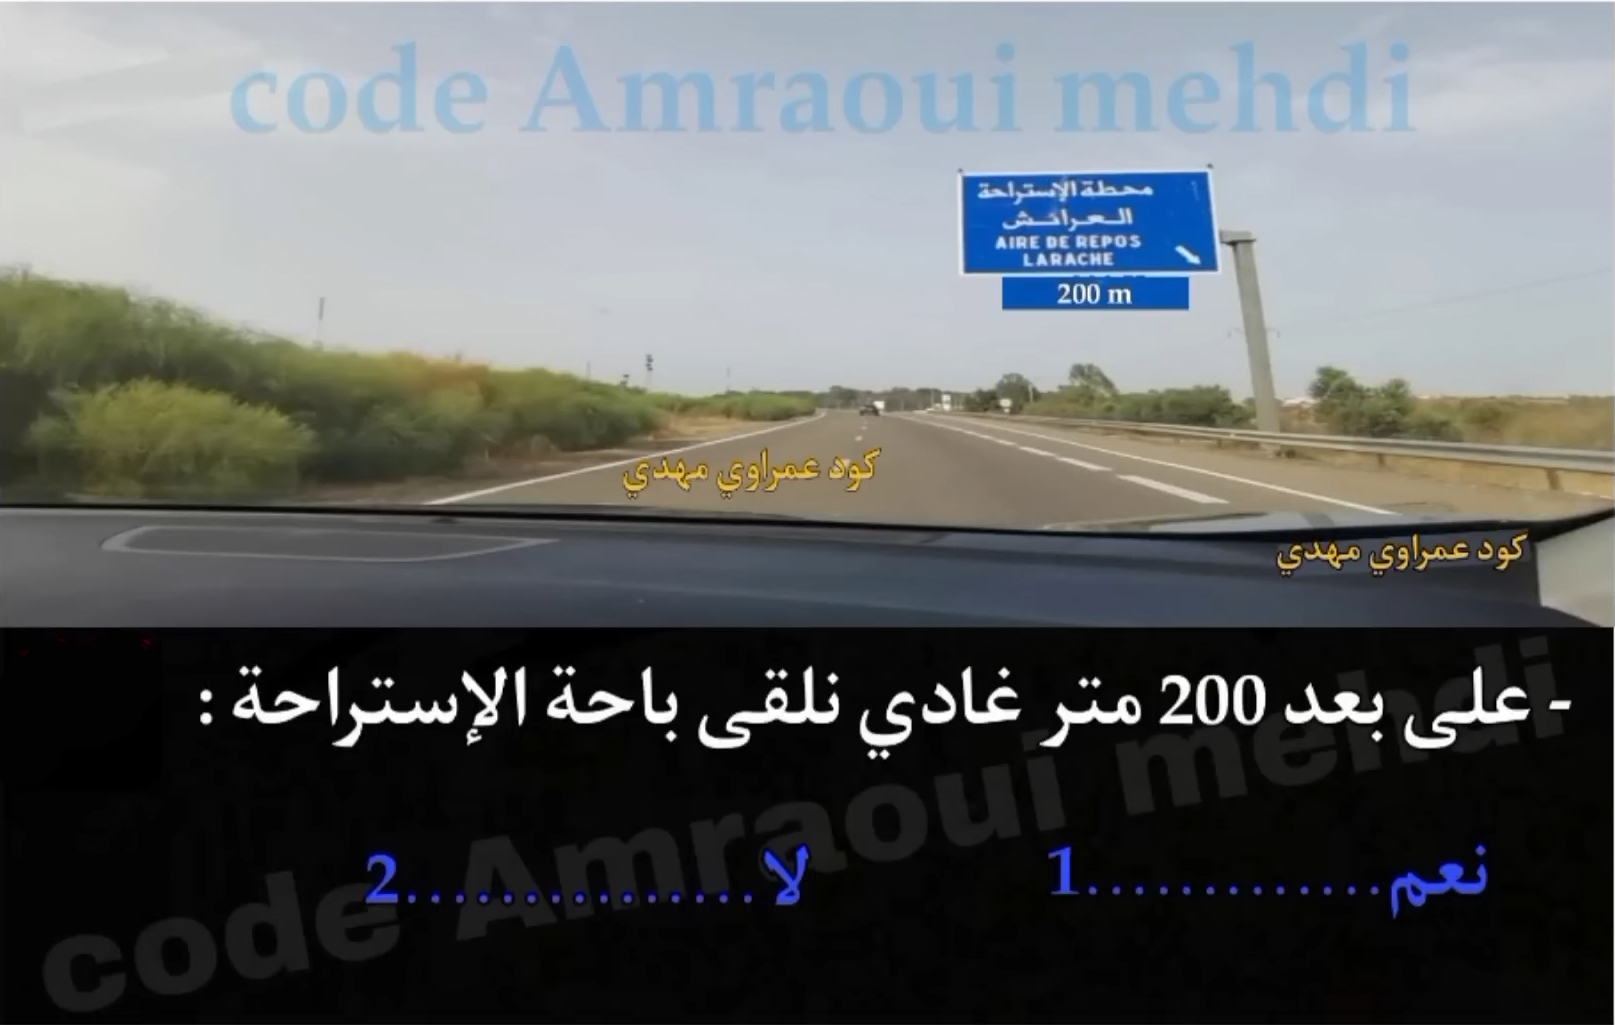 code Amraoui mehdi
محطة الإستراحة
العرائش
AIRE DE REPOS
LARACHE
200 m
كود عمراوي مهدي
كود عمراوي مهدي
- على بعد 200 متر غادي نلقى باحة الإستراحة :
نعم.............1
لا...............2
code Amraoui mehdi